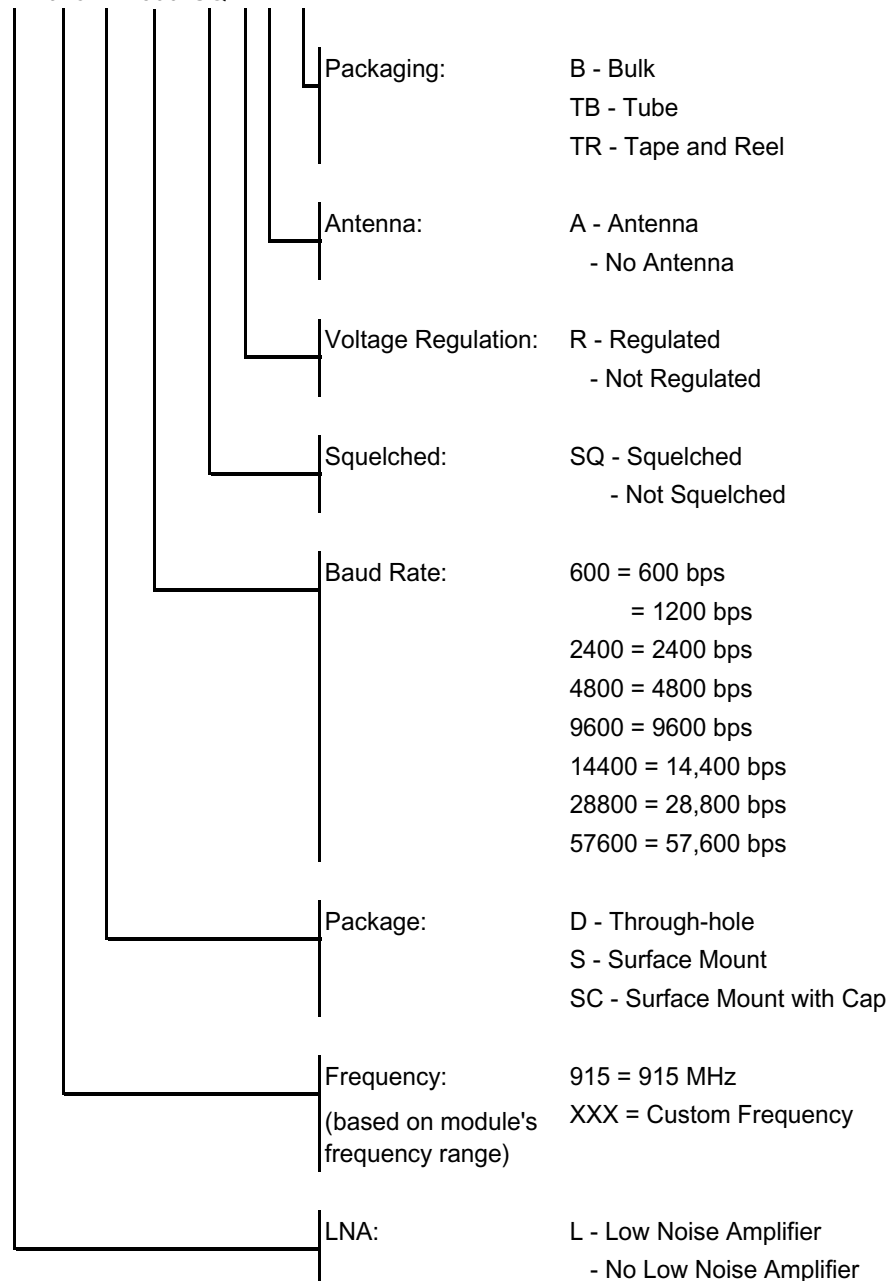 Packaging: B - Bulk
TB - Tube
TR - Tape and Reel
Antenna: A - Antenna
- No Antenna
Voltage Regulation: R - Regulated
- Not Regulated
Squelched: SQ - Squelched
- Not Squelched
Baud Rate: 600 = 600 bps
= 1200 bps
2400 = 2400 bps
4800 = 4800 bps
9600 = 9600 bps
14400 = 14,400 bps
28800 = 28,800 bps
57600 = 57,600 bps
Package: D - Through-hole
S - Surface Mount
SC - Surface Mount with Cap
Frequency: 915 = 915 MHz
(based on module's XXX = Custom Frequency
frequency range)
LNA: L - Low Noise Amplifier
- No Low Noise Amplifier